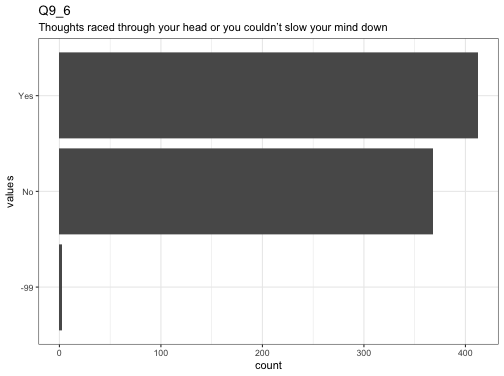 Q9_6
Thoughts raced through your head or you couldn't slow your mind down
Yes
No
-99
values
0
100
200
300
400
count